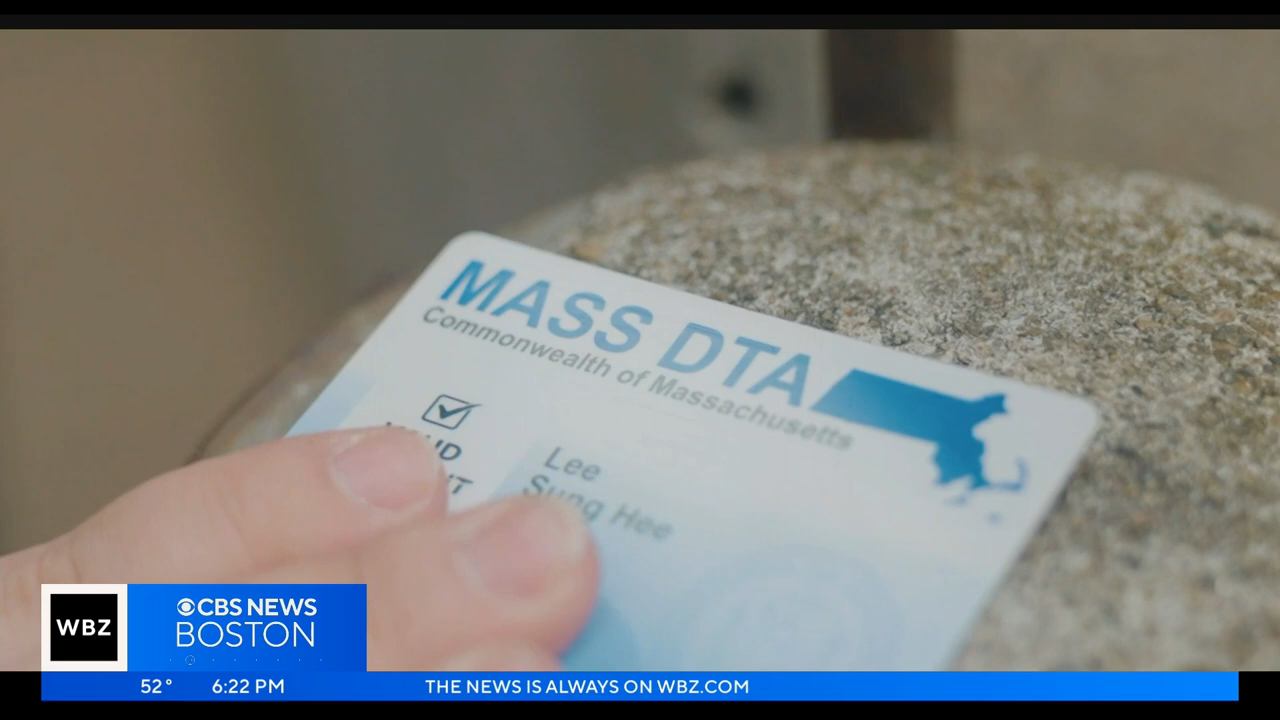 MASS DTA
Commonwealth of Massachusetts
Lee
Sung Hee
WBZ
CBS NEWS
BOSTON
52°
6:22 PM
THE NEWS IS ALWAYS ON WBZ.COM